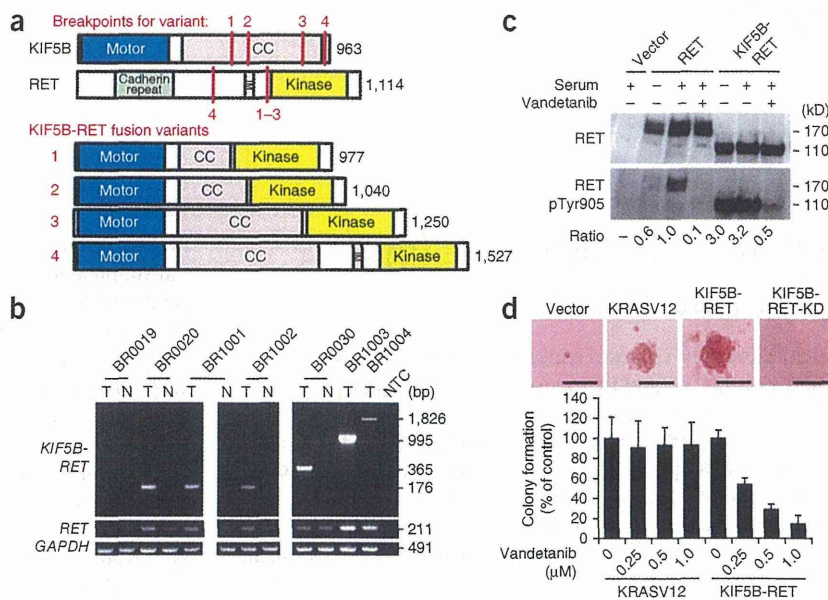 a
Breakpoints for variant: 1 2 3 4
KIF5B Motor CC 963
RET Cadherin repeat TM Kinase 1,114
4 1–3
KIF5B-RET fusion variants
1 Motor CC Kinase 977
2 Motor CC Kinase 1,040
3 Motor CC Kinase 1,250
4 Motor CC Kinase 1,527
b
BR0019 BR0020 BR1001 BR1002 BR0030 BR1003 BR1004 NTC
T N T N T N T N T N T T (bp)
KIF5B-
RET
1,826
995
365
176
RET 211
GAPDH 491
c
Vector RET KIF5B-
RET
Serum + − + + − + +
Vandetanib − − − + − − +
(kD)
RET 170
110
RET
pTyr905
170
110
Ratio – 0.6 1.0 0.1 3.0 3.2 0.5
d
Vector KRASV12 KIF5B-
RET KIF5B-
RET-KD
Colony formation
(% of control)
140
120
100
80
60
40
20
0
Vandetanib
(μM)
0 0.25 0.5 1.0 0 0.25 0.5 1.0
KRASV12 KIF5B-RET